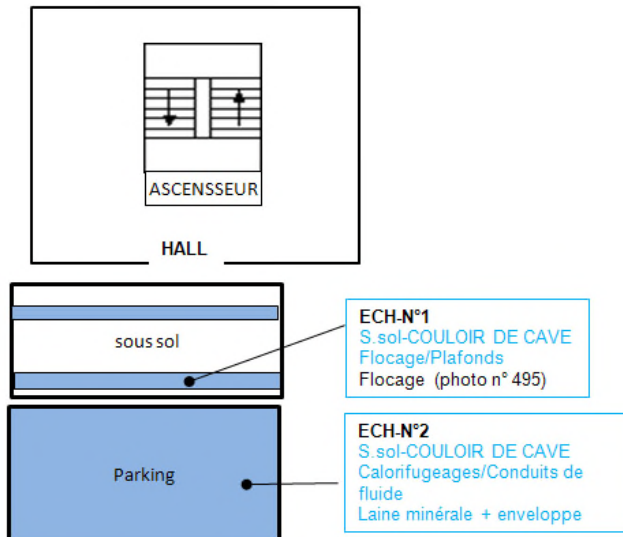 ASCENSSEUR
HALL
sous sol
ECH-N°1
S.sol-COULOIR DE CAVE
Flocage/Plafonds
Flocage (photo n° 495)
Parking
ECH-N°2
S.sol-COULOIR DE CAVE
Calorifugeages/Conduits de
fluide
Laine minérale + enveloppe